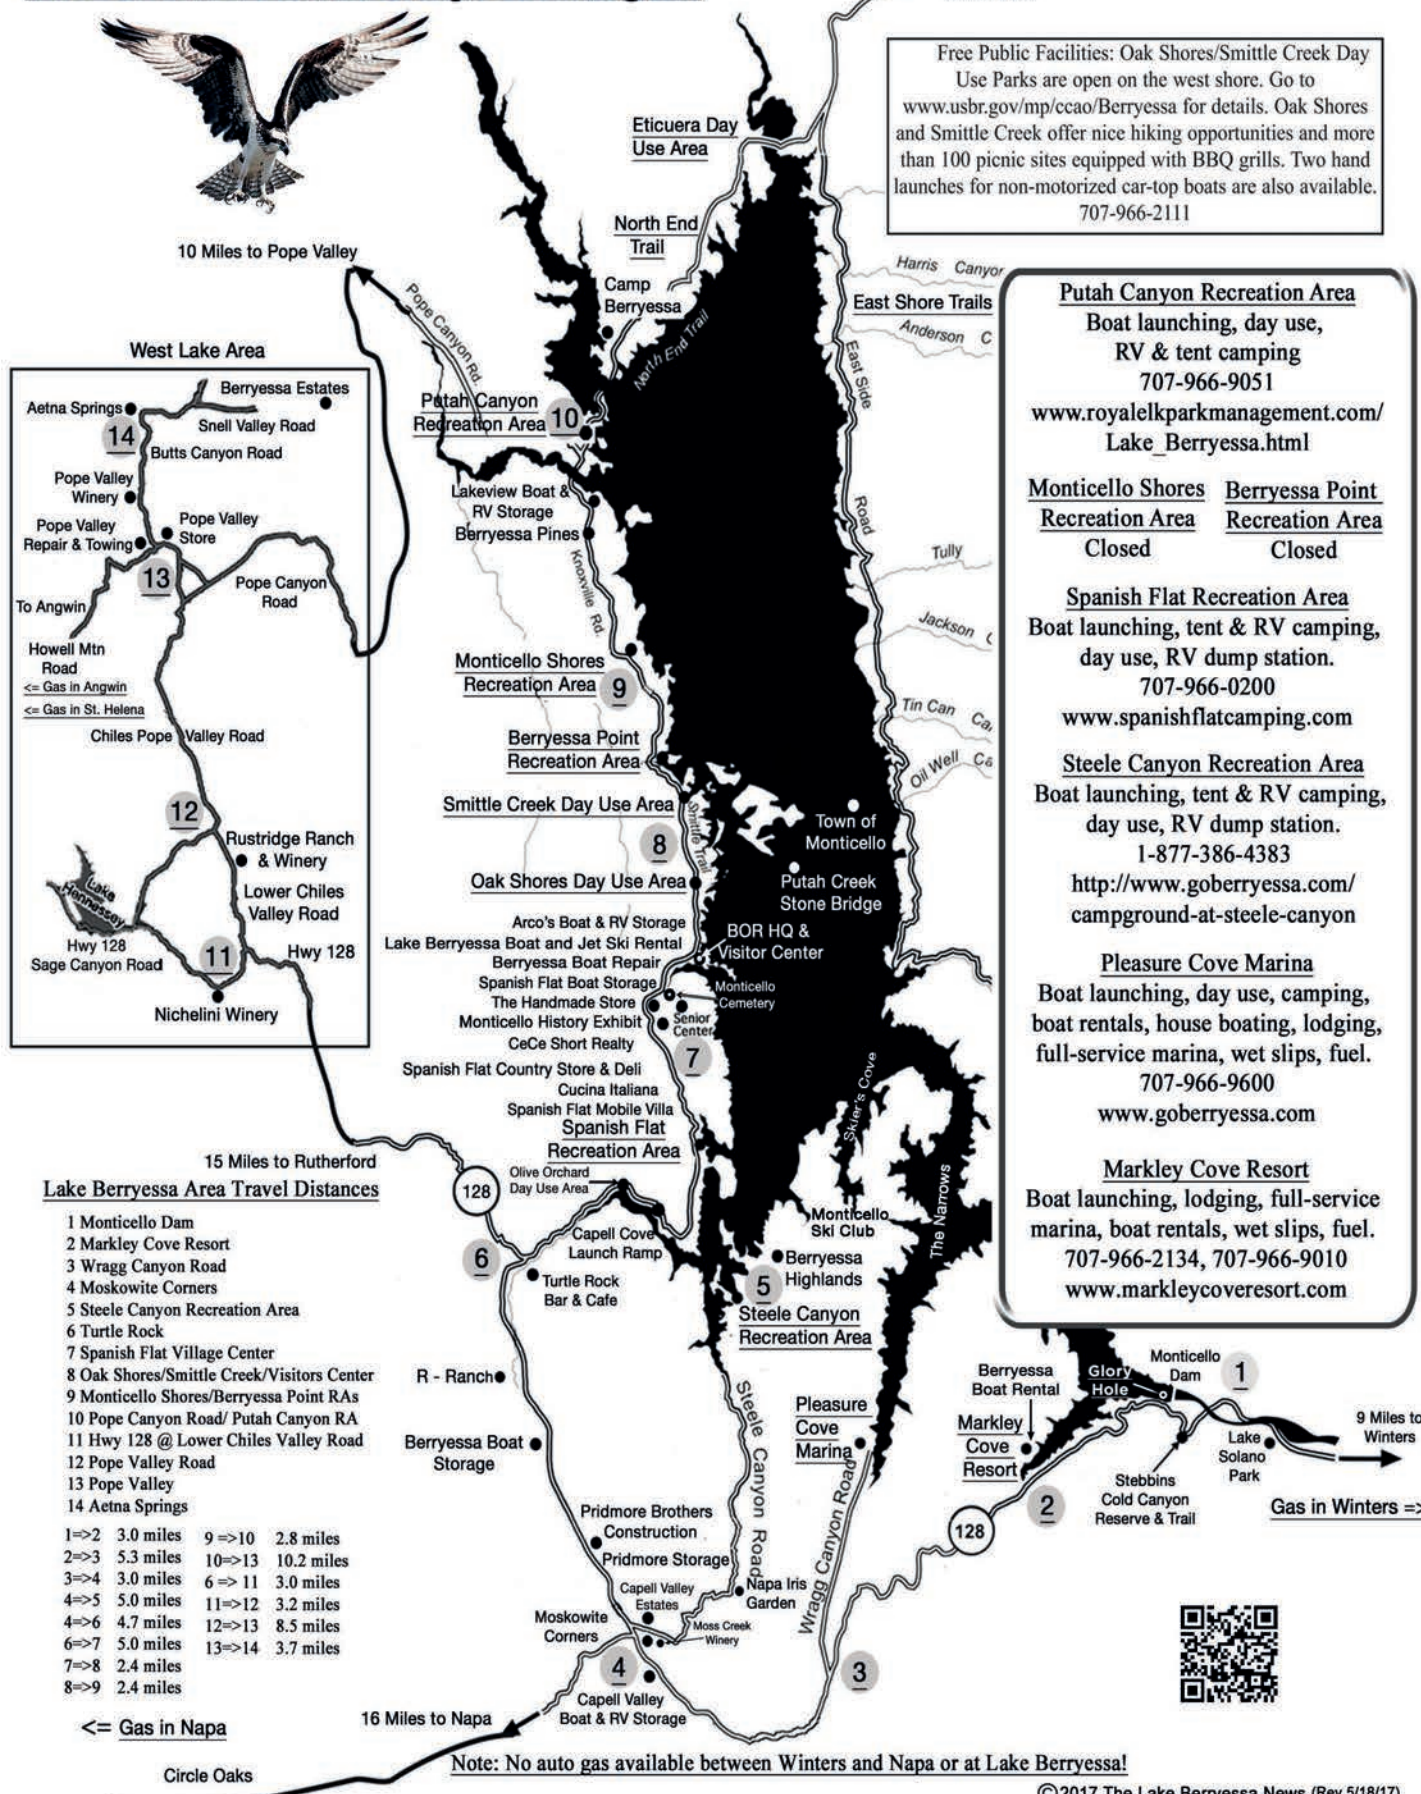 Free Public Facilities: Oak Shores/Smittle Creek Day
Use Parks are open on the west shore. Go to
www.usbr.gov/mp/ccao/Berryessa for details. Oak Shores
and Smittle Creek offer nice hiking opportunities and more
than 100 picnic sites equipped with BBQ grills. Two hand
launches for non-motorized car-top boats are also available.
707-966-2111
Eticuera Day
Use Area
North End
Trail
Camp
Berryessa
North End Trail
10 Miles to Pope Valley
Pope Canyon Rd.
Harris Canyor
East Shore Trails
Anderson C
East Side
Road
Tully
Jackson
Tin Can Ca
Oil Well Ca
Putah Canyon
Recreation Area
10
Lakeview Boat &
RV Storage
Berryessa Pines
Knoxville Rd.
Monticello Shores
Recreation Area
9
Berryessa Point
Recreation Area
Smittle Creek Day Use Area
Smittle Trail
8
Oak Shores Day Use Area
Town of
Monticello
Putah Creek
Stone Bridge
Arco's Boat & RV Storage
Lake Berryessa Boat and Jet Ski Rental
Berryessa Boat Repair
BOR HQ &
Visitor Center
Spanish Flat Boat Storage
The Handmade Store
Monticello History Exhibit
CeCe Short Realty
Monticello
Cemetery
Senior
Center
7
Spanish Flat Country Store & Deli
Cucina Italiana
Spanish Flat Mobile Villa
Spanish Flat
Recreation Area
Olive Orchard
Day Use Area
Capell Cove
Launch Ramp
Skier's Cove
The Narrows
Monticello
Ski Club
Berryessa
Highlands
5
Steele Canyon
Recreation Area
West Lake Area
Aetna Springs
14
Berryessa Estates
Snell Valley Road
Butts Canyon Road
Pope Valley
Winery
Pope Valley
Repair & Towing
Pope Valley
Store
13
Pope Canyon
Road
To Angwin
Howell Mtn
Road
<= Gas in Angwin
<= Gas in St. Helena
Chiles Pope Valley Road
12
Rustridge Ranch
& Winery
Lower Chiles
Valley Road
Lake
Hennessey
Hwy 128
Sage Canyon Road
11
Hwy 128
Nichelini Winery
15 Miles to Rutherford
128
6
Turtle Rock
Bar & Cafe
R - Ranch
Berryessa Boat
Storage
Pridmore Brothers
Construction
Pridmore Storage
Steele Canyon Road
Napa Iris
Garden
Capell Valley
Estates
Moss Creek
Winery
Moskowite
Corners
4
Capell Valley
Boat & RV Storage
16 Miles to Napa
Circle Oaks
Pleasure
Cove
Marina
Wragg Canyon Road
3
Berryessa
Boat Rental
Markley
Cove
Resort
2
128
Glory
Hole
Monticello
Dam
1
Stebbins
Cold Canyon
Reserve & Trail
Lake
Solano
Park
9 Miles to
Winters
Gas in Winters =>
Putah Canyon Recreation Area
Boat launching, day use,
RV & tent camping
707-966-9051
www.royalelkparkmanagement.com/
Lake_Berryessa.html
Monticello Shores
Recreation Area
Closed
Berryessa Point
Recreation Area
Closed
Spanish Flat Recreation Area
Boat launching, tent & RV camping,
day use, RV dump station.
707-966-0200
www.spanishflatcamping.com
Steele Canyon Recreation Area
Boat launching, tent & RV camping,
day use, RV dump station.
1-877-386-4383
http://www.goberryessa.com/
campground-at-steele-canyon
Pleasure Cove Marina
Boat launching, day use, camping,
boat rentals, house boating, lodging,
full-service marina, wet slips, fuel.
707-966-9600
www.goberryessa.com
Markley Cove Resort
Boat launching, lodging, full-service
marina, boat rentals, wet slips, fuel.
707-966-2134, 707-966-9010
www.markleycoveresort.com
Lake Berryessa Area Travel Distances
1 Monticello Dam
2 Markley Cove Resort
3 Wragg Canyon Road
4 Moskowite Corners
5 Steele Canyon Recreation Area
6 Turtle Rock
7 Spanish Flat Village Center
8 Oak Shores/Smittle Creek/Visitors Center
9 Monticello Shores/Berryessa Point RAs
10 Pope Canyon Road/ Putah Canyon RA
11 Hwy 128 @ Lower Chiles Valley Road
12 Pope Valley Road
13 Pope Valley
14 Aetna Springs
1=>2 3.0 miles
2=>3 5.3 miles
3=>4 3.0 miles
4=>5 5.0 miles
4=>6 4.7 miles
6=>7 5.0 miles
7=>8 2.4 miles
8=>9 2.4 miles
9 =>10 2.8 miles
10=>13 10.2 miles
6 => 11 3.0 miles
11=>12 3.2 miles
12=>13 8.5 miles
13=>14 3.7 miles
<= Gas in Napa
Note: No auto gas available between Winters and Napa or at Lake Berryessa!
©2017 The Lake Berryessa News (Rev 5/18/17)